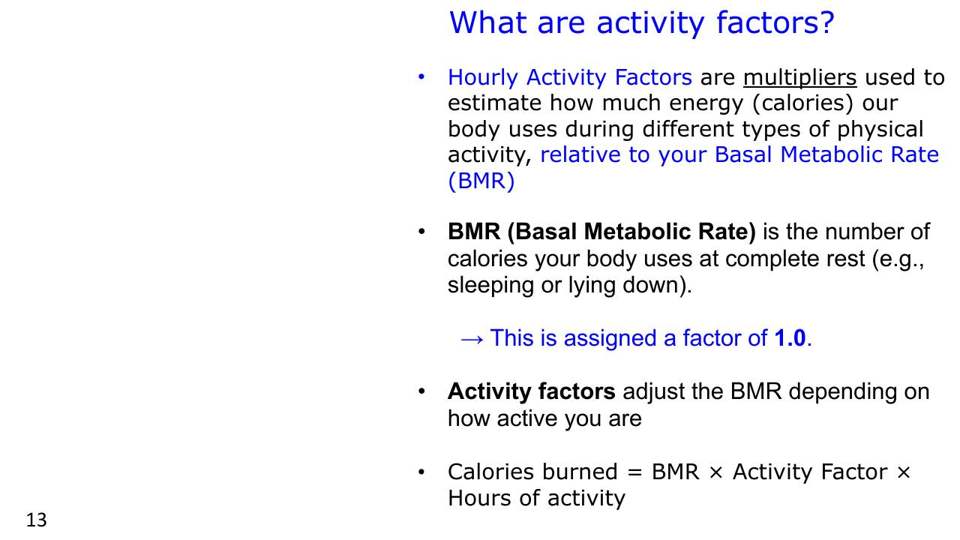 What are activity factors?
• Hourly Activity Factors are multipliers used to
estimate how much energy (calories) our
body uses during different types of physical
activity, relative to your Basal Metabolic Rate
(BMR)
• BMR (Basal Metabolic Rate) is the number of
calories your body uses at complete rest (e.g.,
sleeping or lying down).
→ This is assigned a factor of 1.0.
• Activity factors adjust the BMR depending on
how active you are
• Calories burned = BMR × Activity Factor ×
Hours of activity
13